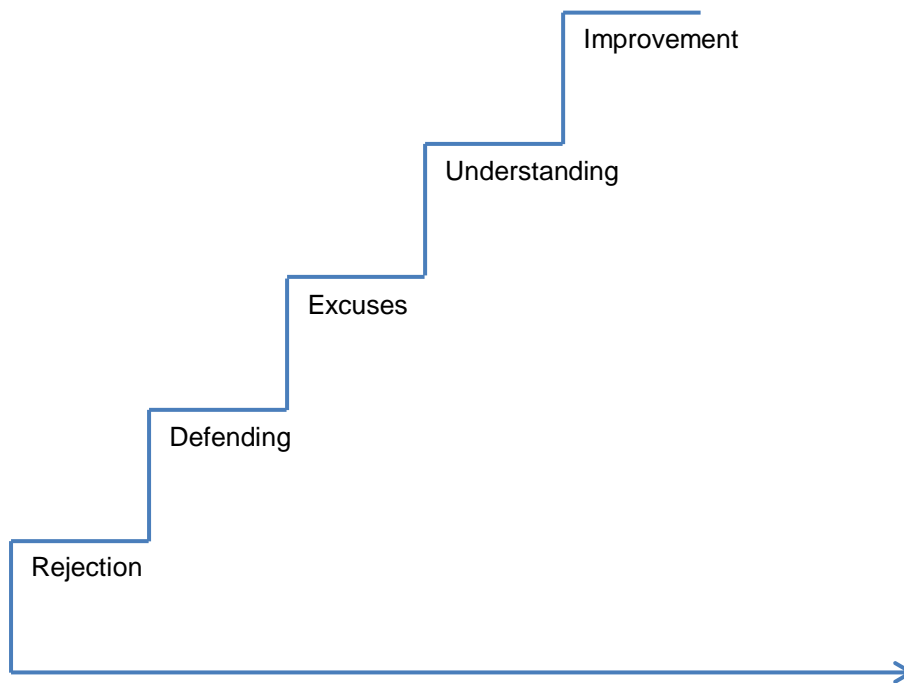 Improvement
Understanding
Excuses
Defending
Rejection